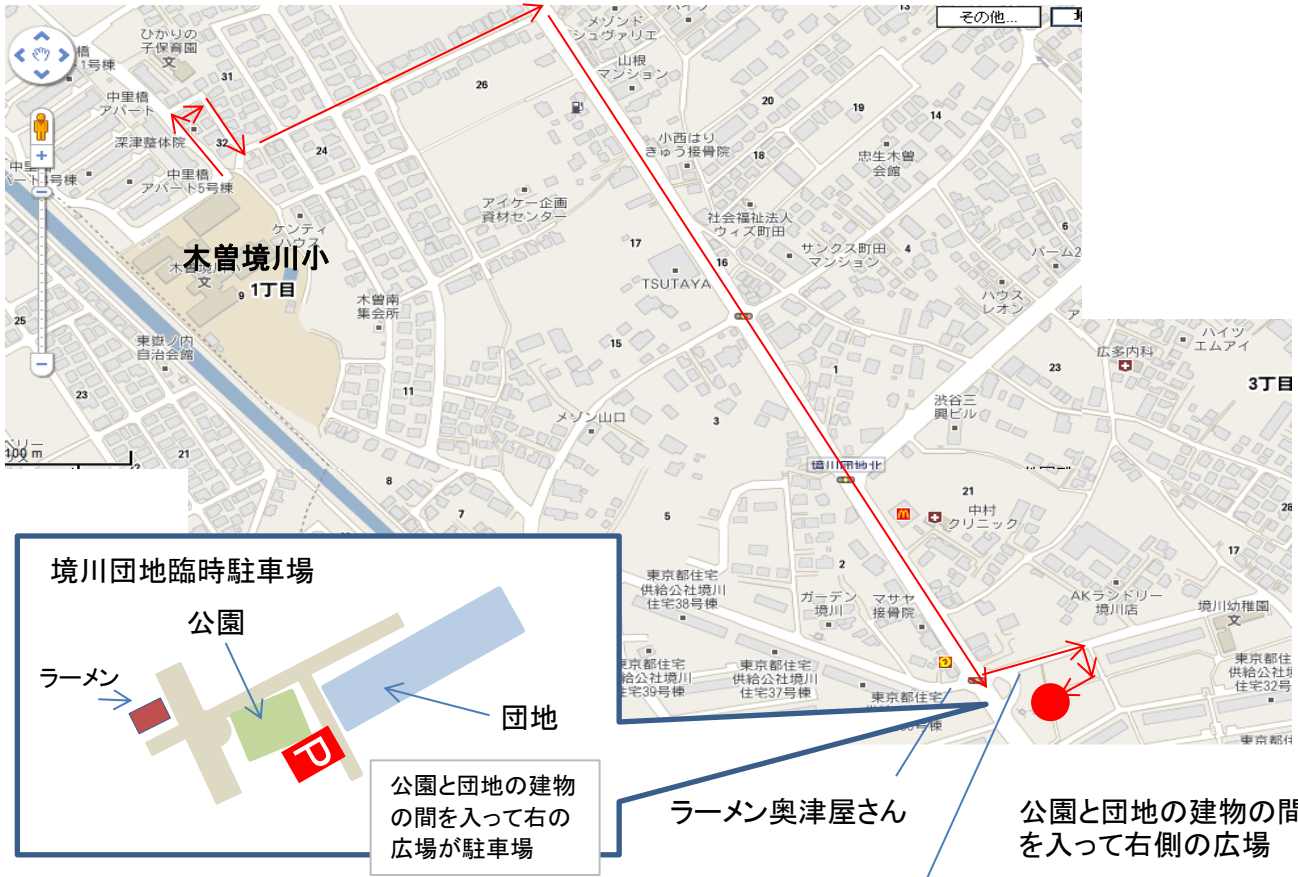 その他...
ひかりの
子保育園
文
1号棟
中里橋
アパート
深津整体院
中里橋
アパート5号棟
31
32
24
26
メゾンド
シュヴァリエ
山根
マンション
13
20
19
14
18
小西はり
きゅう接骨院
忠生木曽
会館
アイケー企画
資材センター
社会福祉法人
ウィズ町田
17
16
サンクス町田
マンション
4
6
パーム2
TSUTAYA
ハウス
レオン
ケンティ
ハウス
木曽境川小
文
9
1丁目
木曽南
集会所
25
東嶽ノ内
自治会館
23
21
100 m
15
11
メゾン山口
3
1
8
7
5
2
広多内科
ハイツ
エムアイ
23
3丁目
渋谷三
興ビル
境川団地北
21
中村
クリニック
28
17
東京都住宅
供給公社境川
住宅38号棟
ガーデン
境川
マサヤ
接骨院
AKランドリー
境川店
境川幼稚園
文
東京都住宅
供給公社境川
住宅37号棟
東京都住宅
給公社境川
宅39号棟
東京都住宅
住宅32号
境川団地臨時駐車場
公園
ラーメン
団地
P
公園と団地の建物
の間を入って右の
広場が駐車場
ラーメン奥津屋さん
公園と団地の建物の間
を入って右側の広場